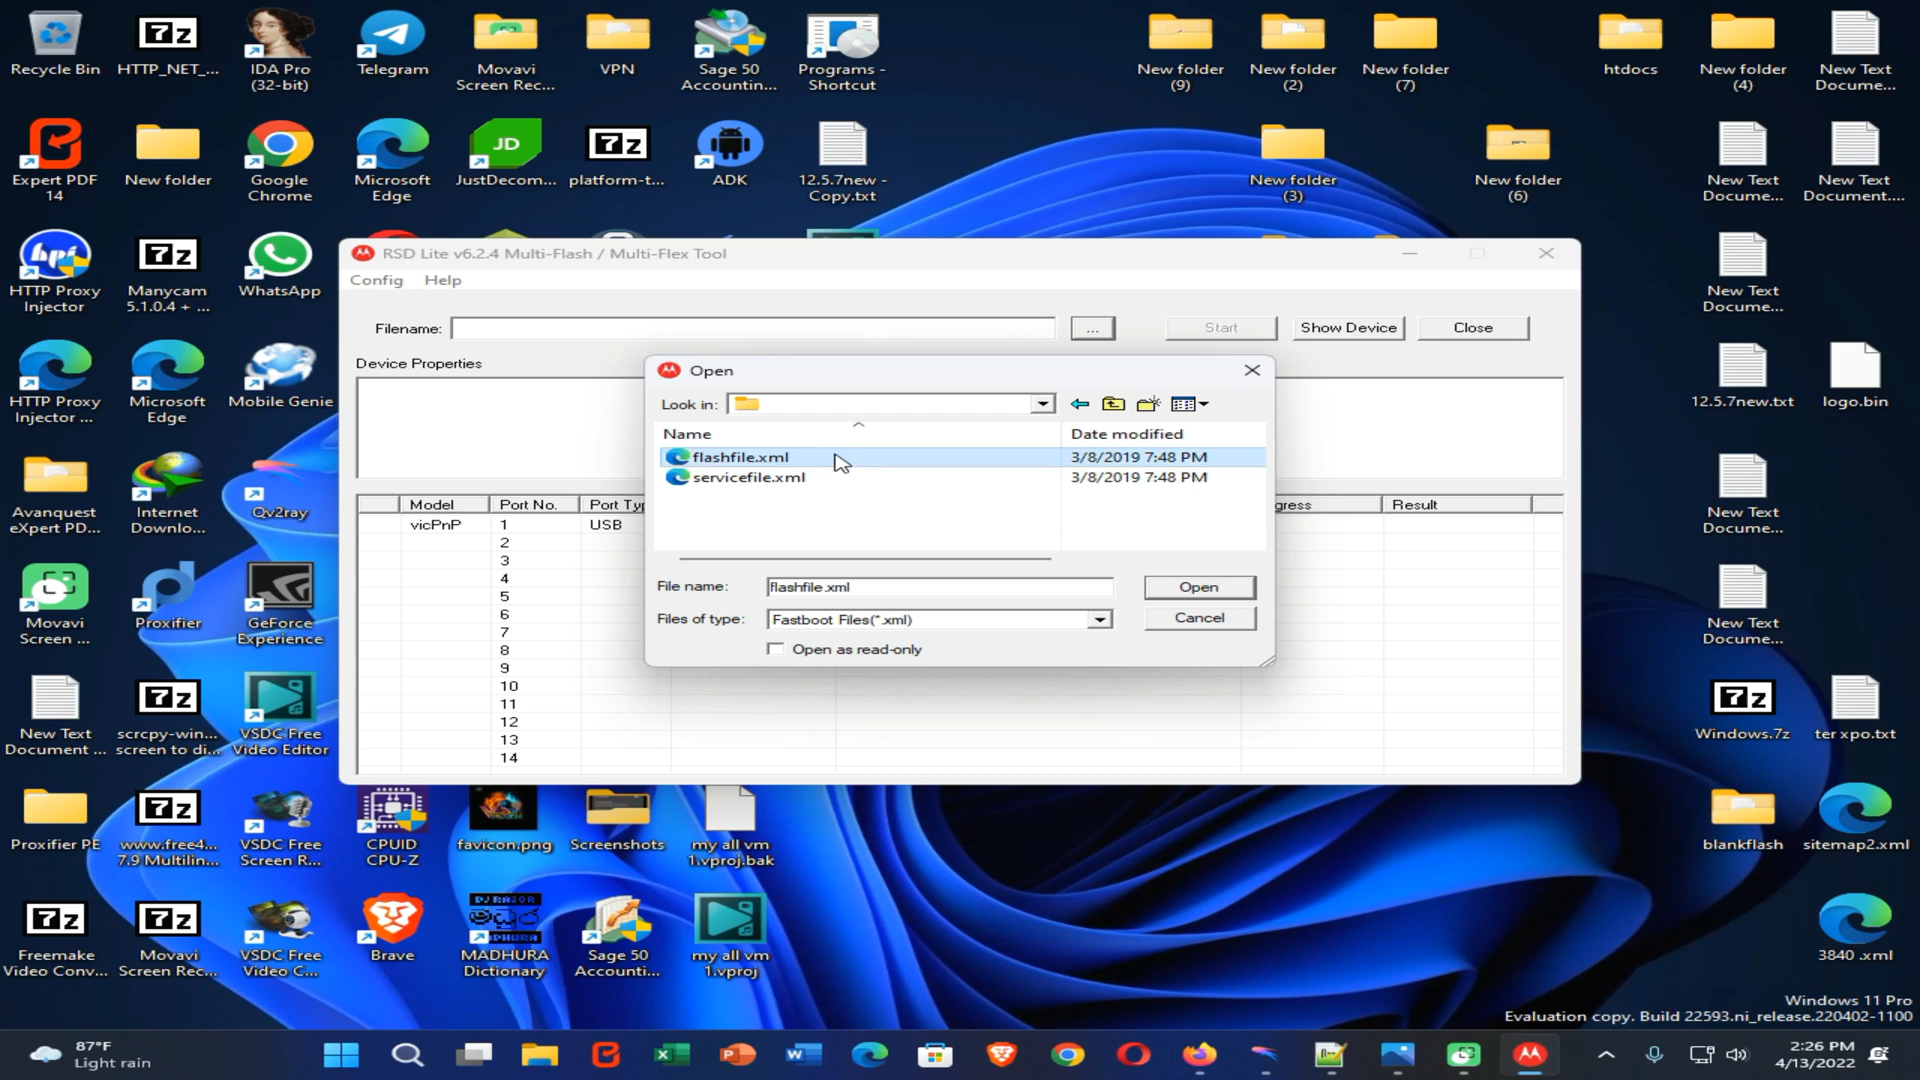 Recycle Bin
HTTP_NET_...
IDA Pro
(32-bit)
Telegram
Movavi
Screen Rec...
VPN
Sage 50
Accountin...
Programs -
Shortcut
New folder
(9)
New folder
(2)
New folder
(7)
htdocs
New folder
(4)
New Text
Docume...
Expert PDF
14
New folder
Google
Chrome
Microsoft
Edge
JD
JustDecom...
platform-t...
ADK
12.5.7new -
Copy.txt
New folder
(3)
New folder
(6)
New Text
Docume...
New Text
Document....
HTTP Proxy
Injector
Manycam
5.1.0.4 + ...
WhatsApp
New Text
Docume...
HTTP Proxy
Injector ...
Microsoft
Edge
Mobile Genie
12.5.7new.txt
logo.bin
Avanquest
eXpert PD...
Internet
Downlo...
Qv2ray
New Text
Docume...
Movavi
Screen ...
Proxifier
GeForce
Experience
New Text
Docume...
New Text
Document ...
scrcpy-win...
screen to di...
VSDC Free
Video Editor
Windows.7z
ter xpo.txt
Proxifier PE
www.free4...
7.9 Multilin...
VSDC Free
Screen R...
CPUID
CPU-Z
favicon.png
Screenshots
my all vm
1.vproj.bak
blankflash
sitemap2.xml
Freemake
Video Conv...
Movavi
Screen Rec...
VSDC Free
Video C...
Brave
MADHURA
Dictionary
Sage 50
Accounti...
my all vm
1.vproj
3840 .xml
RSD Lite v6.2.4 Multi-Flash / Multi-Flex Tool
Config Help
Filename: ... Start Show Device Close
Device Properties
Model Port No. Port Typ gress Result
vicPnP 1 USB
2
3
4
5
6
7
8
9
10
11
12
13
14
Open
Look in:
Name Date modified
flashfile.xml 3/8/2019 7:48 PM
servicefile.xml 3/8/2019 7:48 PM
File name: flashfile.xml Open
Files of type: Fastboot Files(*.xml) Cancel
Open as read-only
Windows 11 Pro
Evaluation copy. Build 22593.ni_release.220402-1100
87°F
Light rain
2:26 PM
4/13/2022